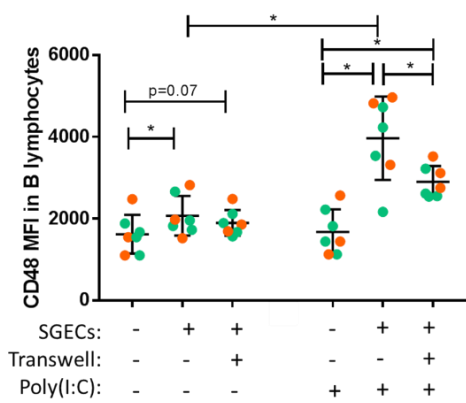 *
6000
*
p=0.07
*
*
*
4000
2000
0
CD48 MFI in B lymphocytes
SGECs: - + + - + +
Transwell: - - + - - +
Poly(I:C) - - - + + +